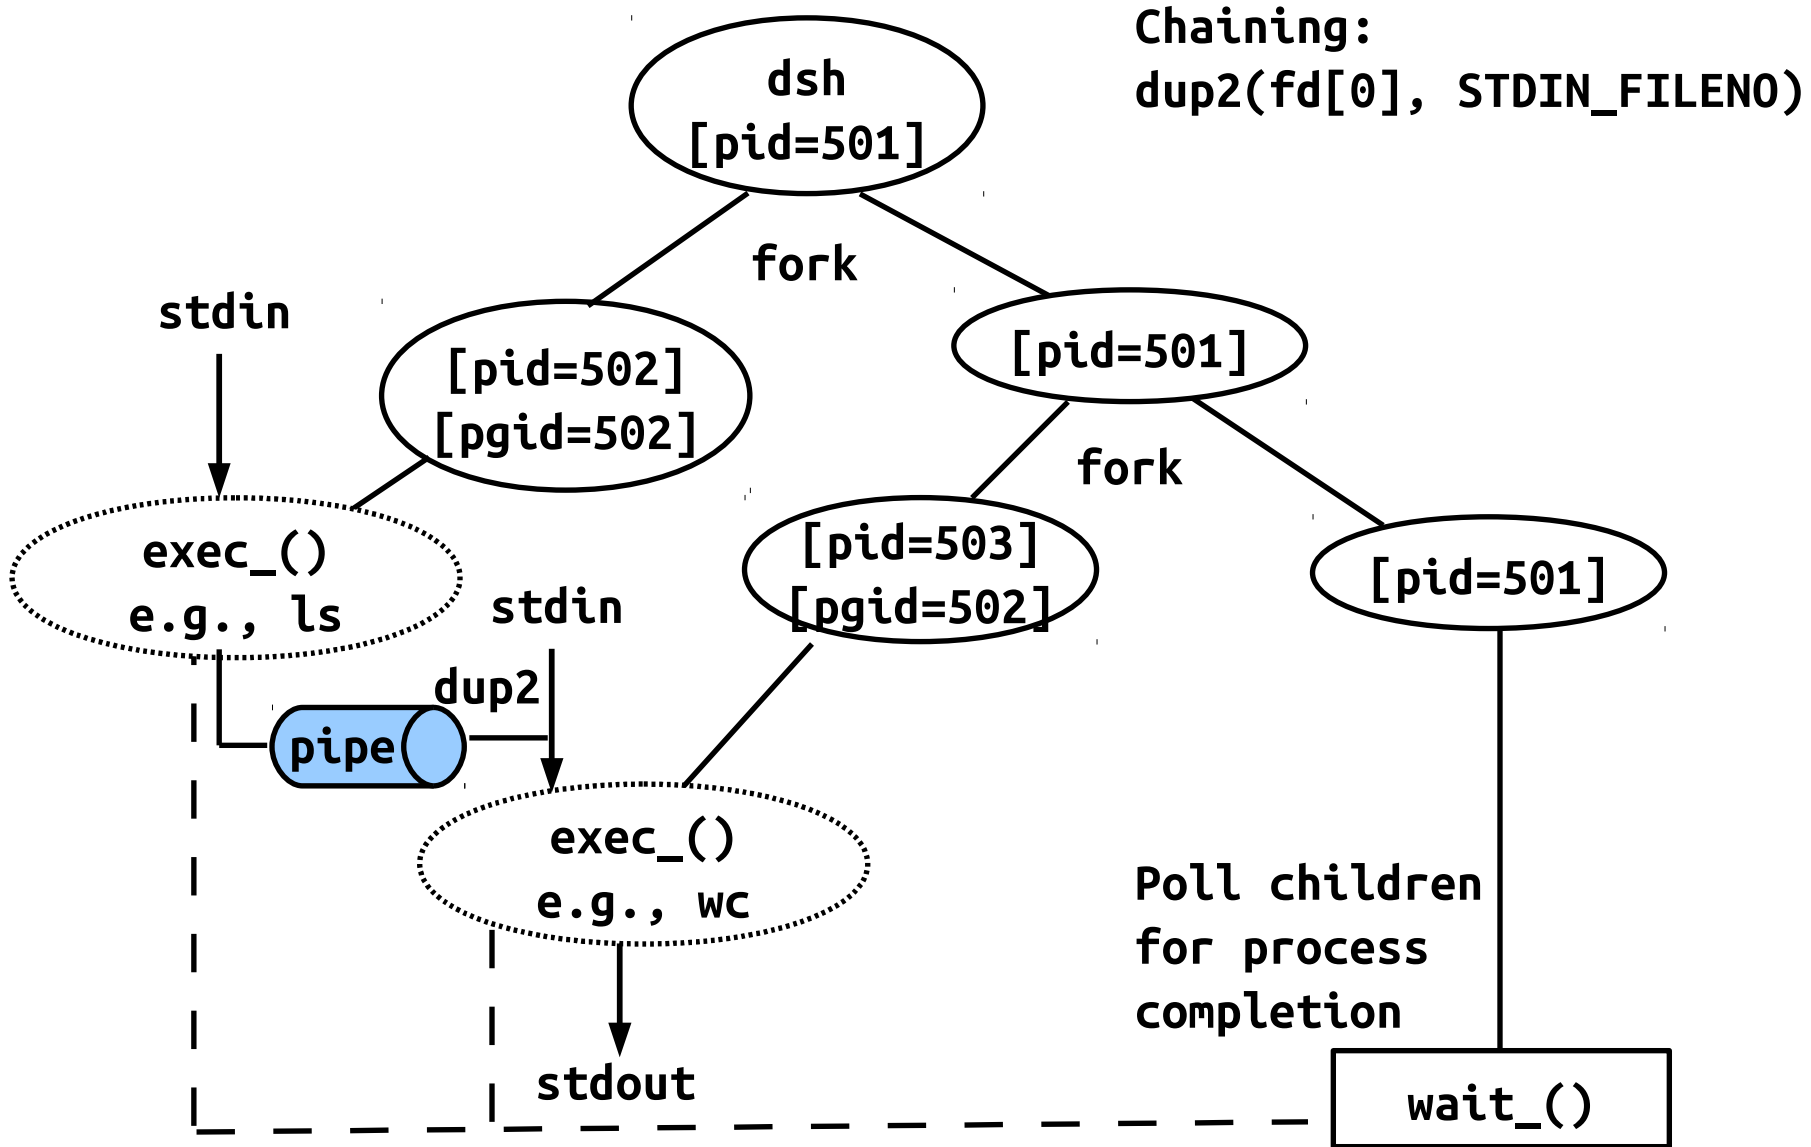 Chaining:
dup2(fd[0], STDIN_FILENO)
dsh
[pid=501]
fork
stdin
[pid=502]
[pgid=502]
[pid=501]
fork
exec_()
e.g., ls
[pid=503]
[pgid=502]
[pid=501]
stdin
dup2
pipe
exec_()
e.g., wc
Poll children
for process
completion
stdout
wait_()